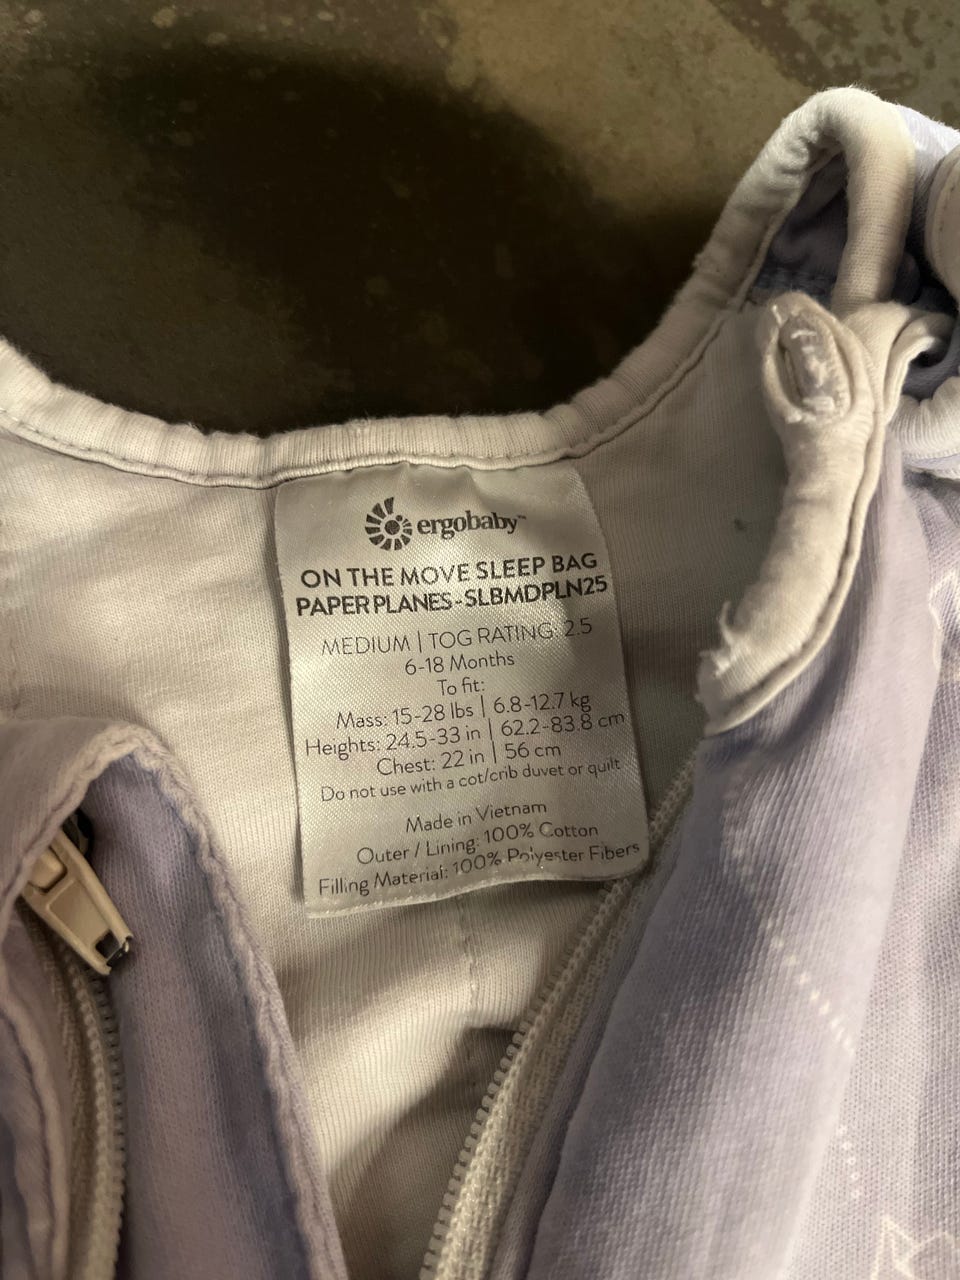 ergobaby™
ON THE MOVE SLEEP BAG
PAPER PLANES - SLBMDPLN25
MEDIUM | TOG RATING: 2.5
6-18 Months
To fit:
Mass: 15-28 lbs | 6.8-12.7 kg
Heights: 24.5-33 in | 62.2-83.8 cm
Chest: 22 in | 56 cm
Do not use with a cot/crib duvet or quilt
Made in Vietnam
Outer / Lining: 100% Cotton
Filling Material: 100% Polyester Fibers